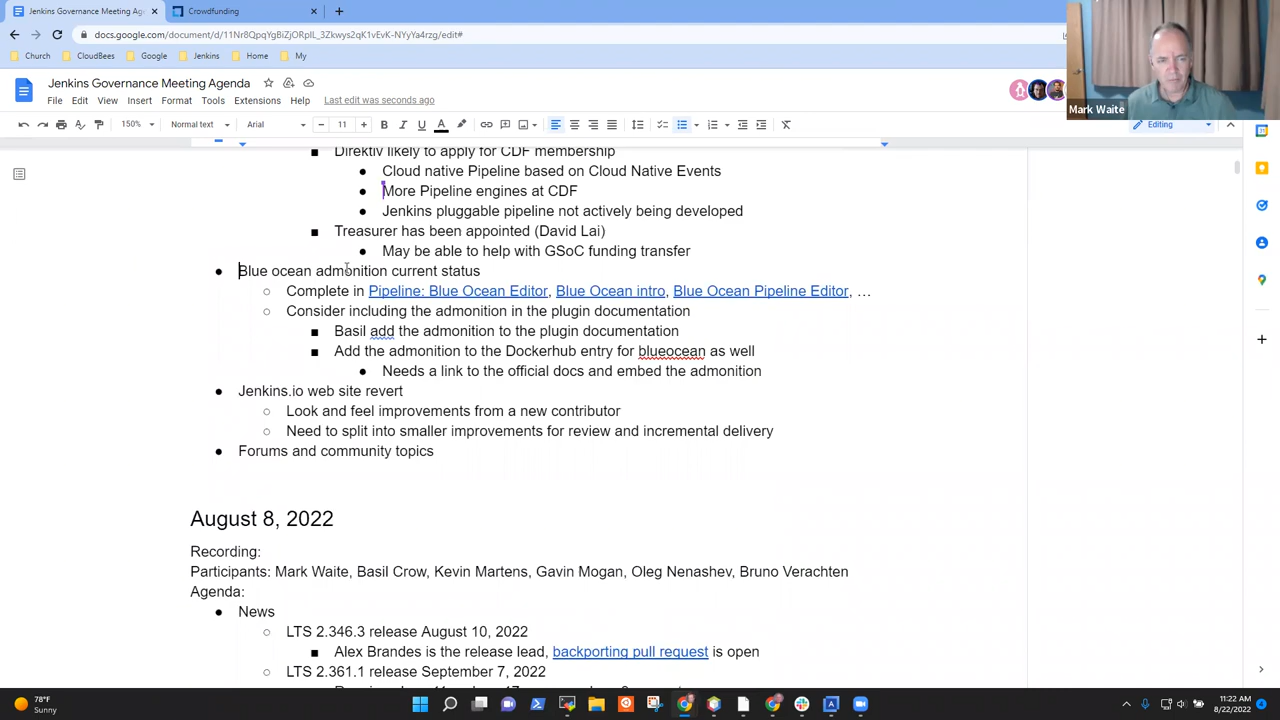 Jenkins Governance Meeting Age
Crowdfunding
docs.google.com/document/d/11Nr8QpqYgBiZjORpIL_3Zkwys2qK1vEvK-NYyYa4rzg/edit#
Church CloudBees Google Jenkins Home My
Jenkins Governance Meeting Agenda
File Edit View Insert Format Tools Extensions Help Last edit was seconds ago
Mark Waite
150% Normal text Arial 11 Editing
Direktiv likely to apply for CDF membership
Cloud native Pipeline based on Cloud Native Events
More Pipeline engines at CDF
Jenkins pluggable pipeline not actively being developed
Treasurer has been appointed (David Lai)
May be able to help with GSoC funding transfer
Blue ocean admonition current status
Complete in Pipeline: Blue Ocean Editor, Blue Ocean intro, Blue Ocean Pipeline Editor, …
Consider including the admonition in the plugin documentation
Basil add the admonition to the plugin documentation
Add the admonition to the Dockerhub entry for blueocean as well
Needs a link to the official docs and embed the admonition
Jenkins.io web site revert
Look and feel improvements from a new contributor
Need to split into smaller improvements for review and incremental delivery
Forums and community topics
August 8, 2022
Recording:
Participants: Mark Waite, Basil Crow, Kevin Martens, Gavin Mogan, Oleg Nenashev, Bruno Verachten
Agenda:
News
LTS 2.346.3 release August 10, 2022
Alex Brandes is the release lead, backporting pull request is open
LTS 2.361.1 release September 7, 2022
78°F
Sunny
11:22 AM
8/22/2022